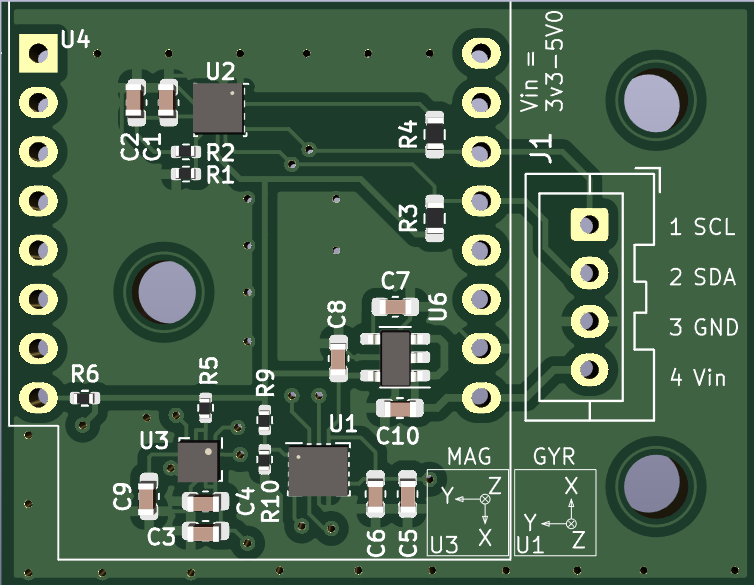 U4
U2
Vin =
3v3-5V0
C2
C1
R2
R1
R4
J1
R3
1 SCL
2 SDA
3 GND
4 Vin
C7
U6
C8
R6
R5
R9
U3
U1
C10
C9
C4
C3
R10
C6
C5
MAG
GYR
Y
Z
X
U3
X
Y
Z
U1